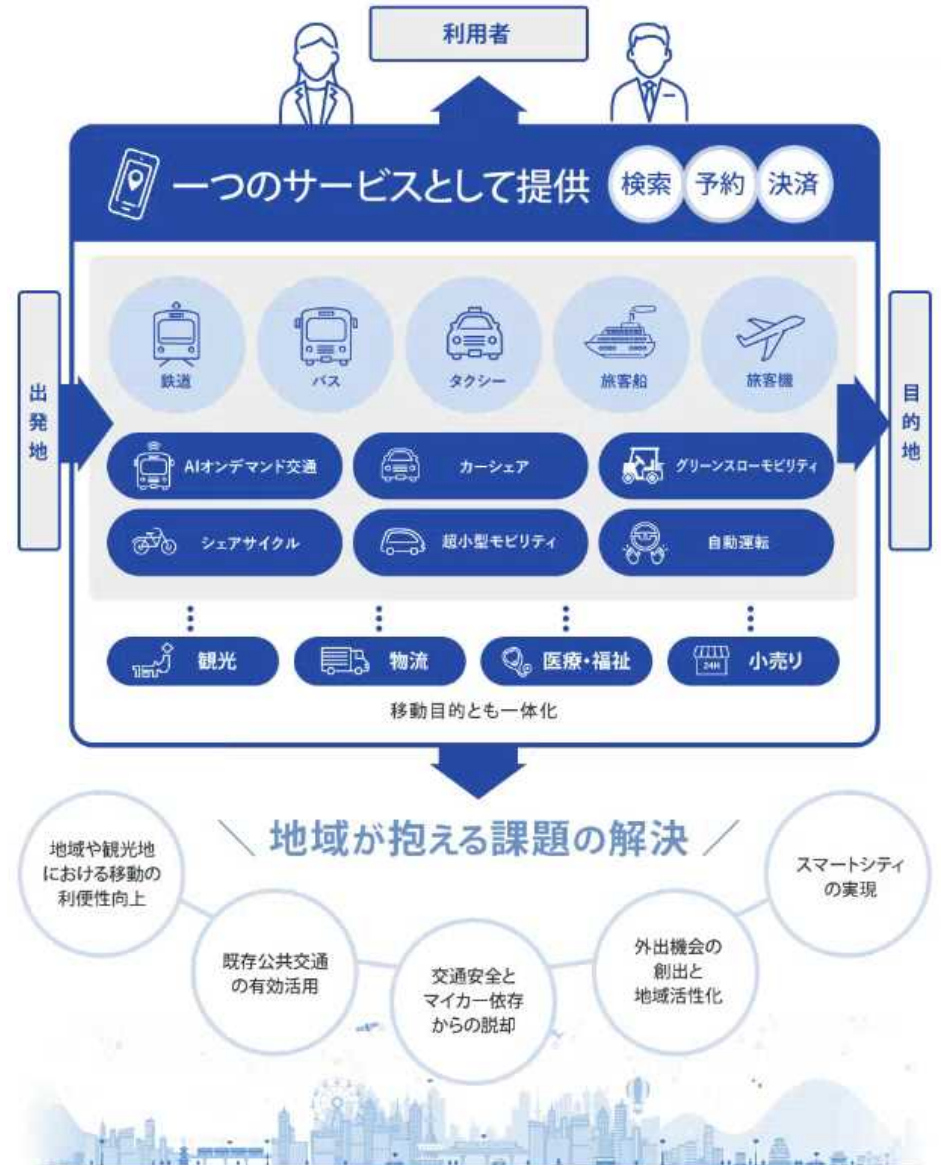 利用者
一つのサービスとして提供
検索
予約
決済
出発地
目的地
鉄道
バス
タクシー
旅客船
旅客機
AIオンデマンド交通
カーシェア
グリーンスローモビリティ
シェアサイクル
超小型モビリティ
自動運転
観光
物流
医療・福祉
24H
小売り
移動目的とも一体化
地域が抱える課題の解決
地域や観光地
における移動の
利便性向上
既存公共交通
の有効活用
交通安全と
マイカー依存
からの脱却
外出機会の
創出と
地域活性化
スマートシティ
の実現